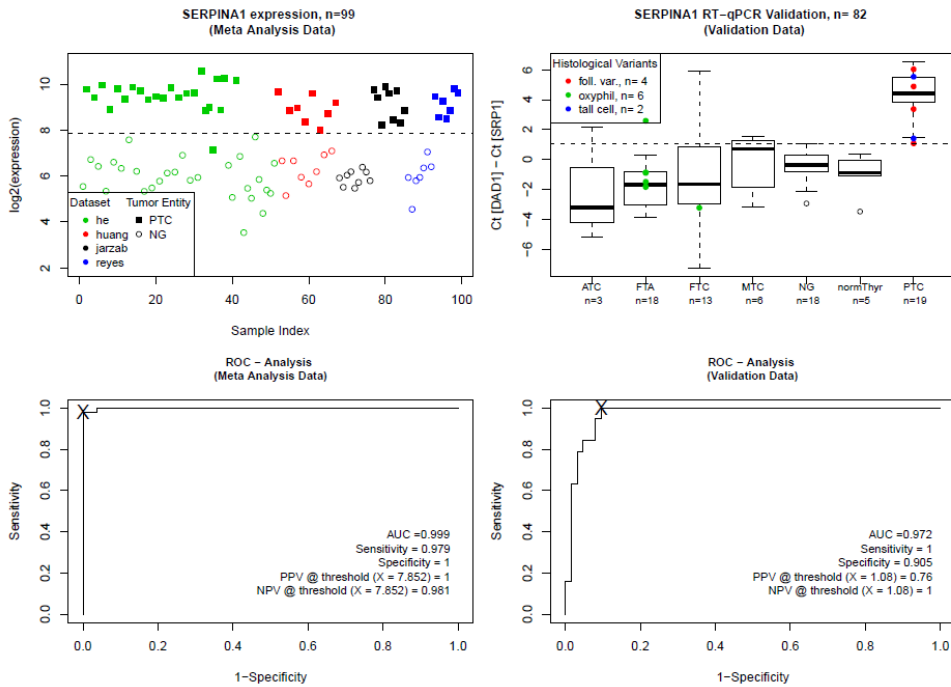 SERPINA1 expression, n=99
(Meta Analysis Data)
log2(expression)
10
8
6
4
2
Dataset
he
huang
jarzab
reyes
Tumor Entity
PTC
NG
0
20
40
60
80
100
Sample Index
SERPINA1 RT−qPCR Validation, n= 82
(Validation Data)
Ct [DAD1] − Ct [SRP1]
6
4
2
0
−2
−4
−6
Histological Variants
foll. var., n= 4
oxyphil, n= 6
tall cell, n= 2
ATC
n=3
FTA
n=18
FTC
n=13
MTC
n=6
NG
n=18
normThyr
n=5
PTC
n=19
ROC − Analysis
(Meta Analysis Data)
Sensitivity
1.0
0.8
0.6
0.4
0.2
0.0
X
AUC =0.999
Sensitivity = 0.979
Specificity = 1
PPV @ threshold (X = 7.852) = 1
NPV @ threshold (X = 7.852) = 0.981
0.0
0.2
0.4
0.6
0.8
1.0
1−Specificity
ROC − Analysis
(Validation Data)
Sensitivity
1.0
0.8
0.6
0.4
0.2
0.0
X
AUC =0.972
Sensitivity = 1
Specificity = 0.905
PPV @ threshold (X = 1.08) = 0.76
NPV @ threshold (X = 1.08) = 1
0.0
0.2
0.4
0.6
0.8
1.0
1−Specificity